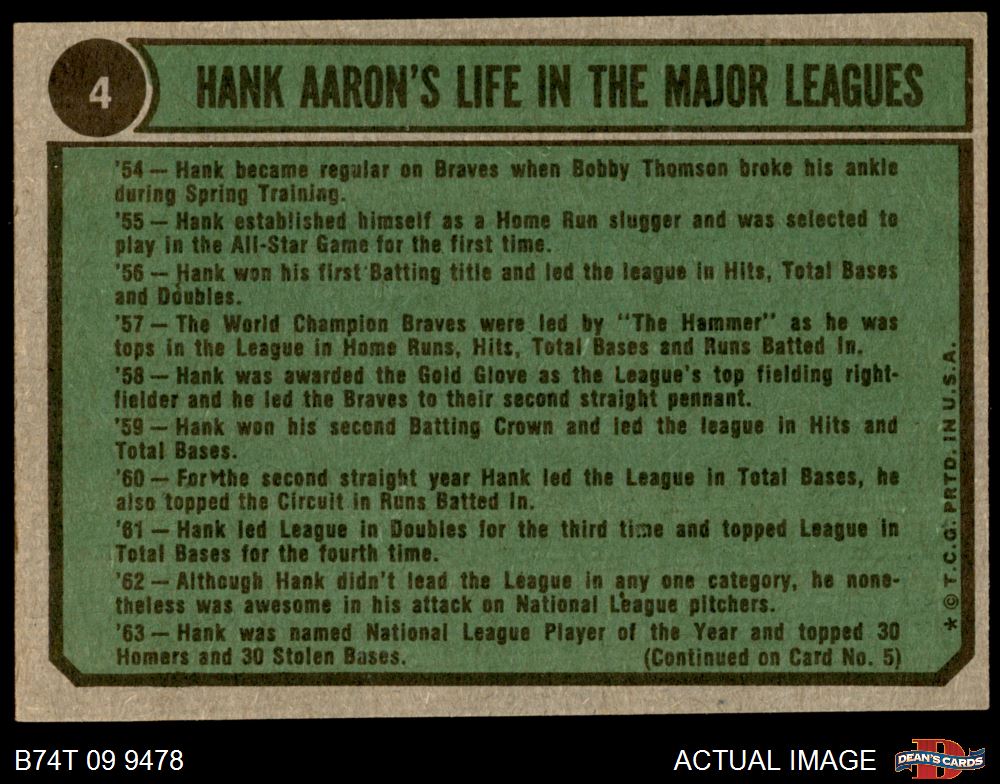 4
HANK AARON'S LIFE IN THE MAJOR LEAGUES
'54 — Hank became regular on Braves when Bobby Thomson broke his ankle
during Spring Training.
'55 — Hank established himself as a Home Run slugger and was selected to
play in the All-Star Game for the first time.
'56 — Hank won his first Batting title and led the league in Hits, Total Bases
and Doubles.
'57 — The World Champion Braves were led by "The Hammer" as he was
tops in the League in Home Runs, Hits, Total Bases and Runs Batted In.
'58 — Hank was awarded the Gold Glove as the League's top fielding right-
fielder and he led the Braves to their second straight pennant.
'59 — Hank won his second Batting Crown and led the league in Hits and
Total Bases.
'60 — For the second straight year Hank led the League in Total Bases, he
also topped the Circuit in Runs Batted In.
'61 — Hank led League in Doubles for the third time and topped League in
Total Bases for the fourth time.
'62 — Although Hank didn't lead the League in any one category, he none-
theless was awesome in his attack on National League pitchers.
'63 — Hank was named National League Player of the Year and topped 30
Homers and 30 Stolen Bases. (Continued on Card No. 5)
* © T.C.G. PRTD. IN U.S.A.
B74T 09 9478
ACTUAL IMAGE
D
DEAN'S CARDS